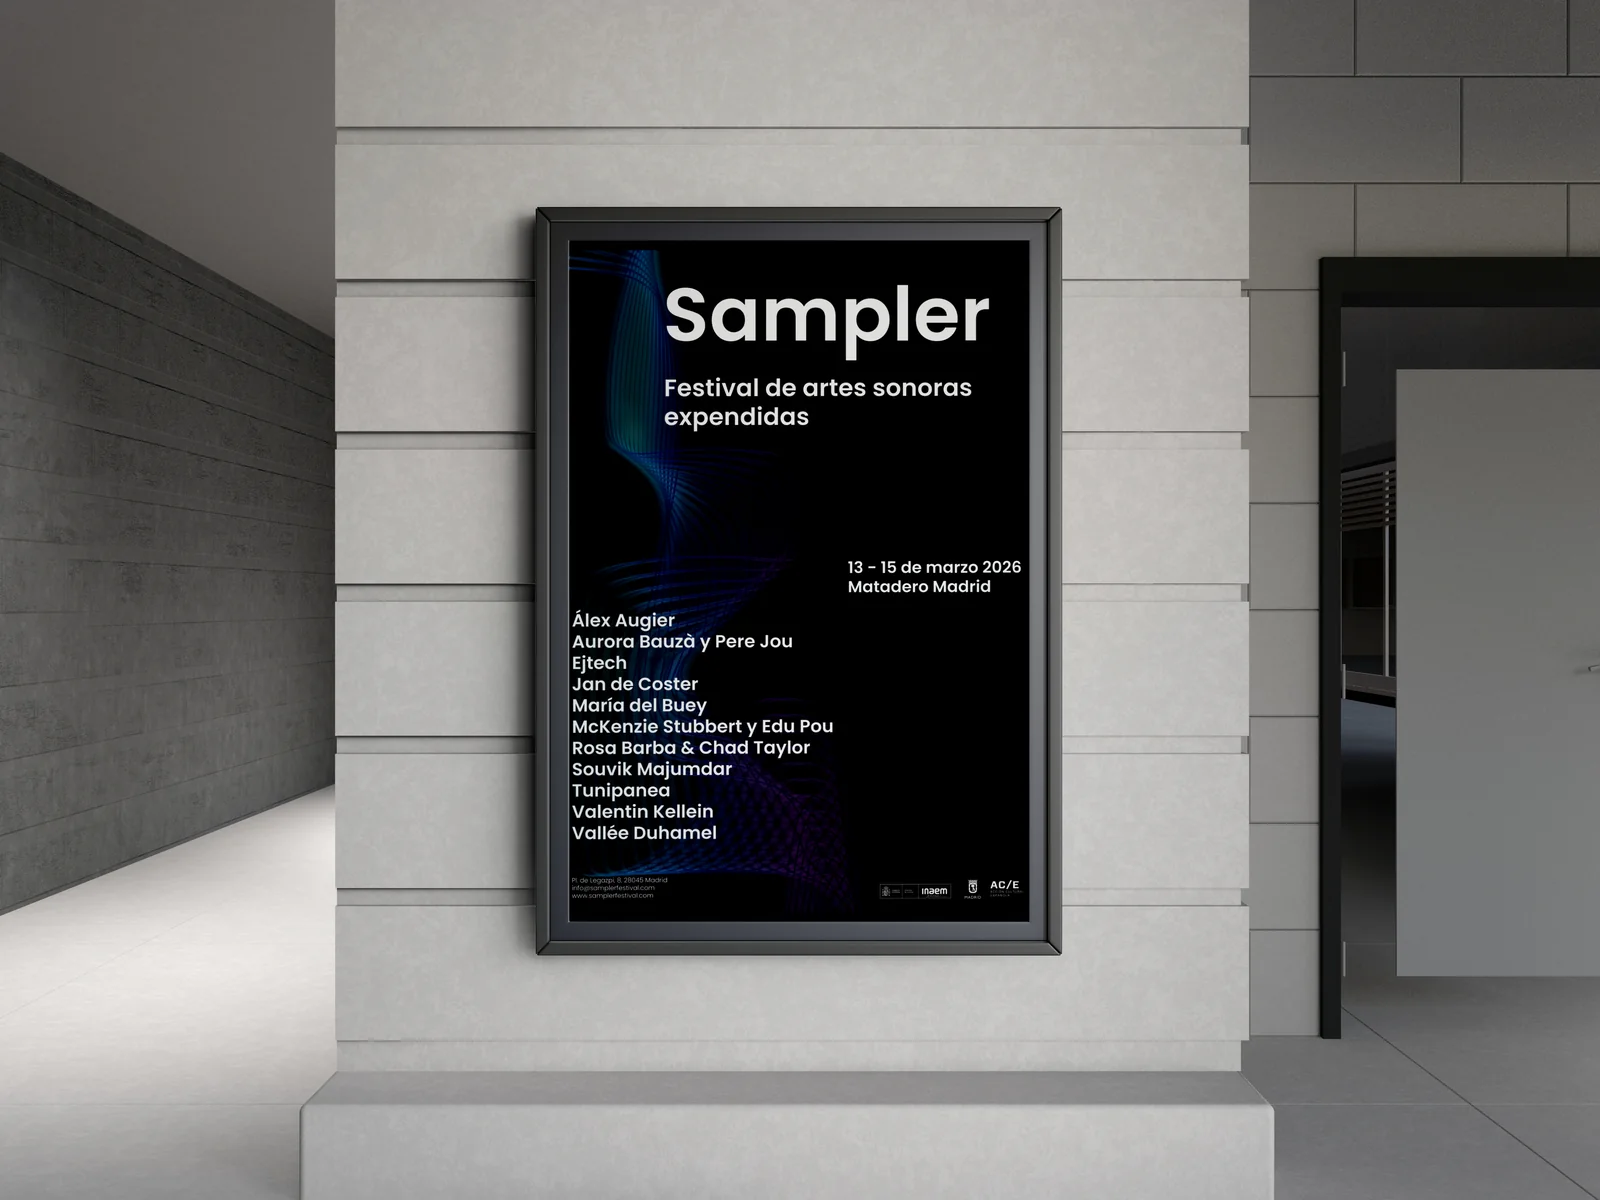 Sampler
Festival de artes sonoras
expendidas
13 - 15 de marzo 2026
Matadero Madrid
Álex Augier
Aurora Bauzà y Pere Jou
Ejtech
Jan de Coster
María del Buey
McKenzie Stubbert y Edu Pou
Rosa Barba & Chad Taylor
Souvik Majumdar
Tunipanea
Valentin Kellein
Vallée Duhamel
Pl. de Legazpi, 8, 28045 Madrid
info@samplerfestival.com
www.samplerfestival.com
inaem
MADRID
AC/E